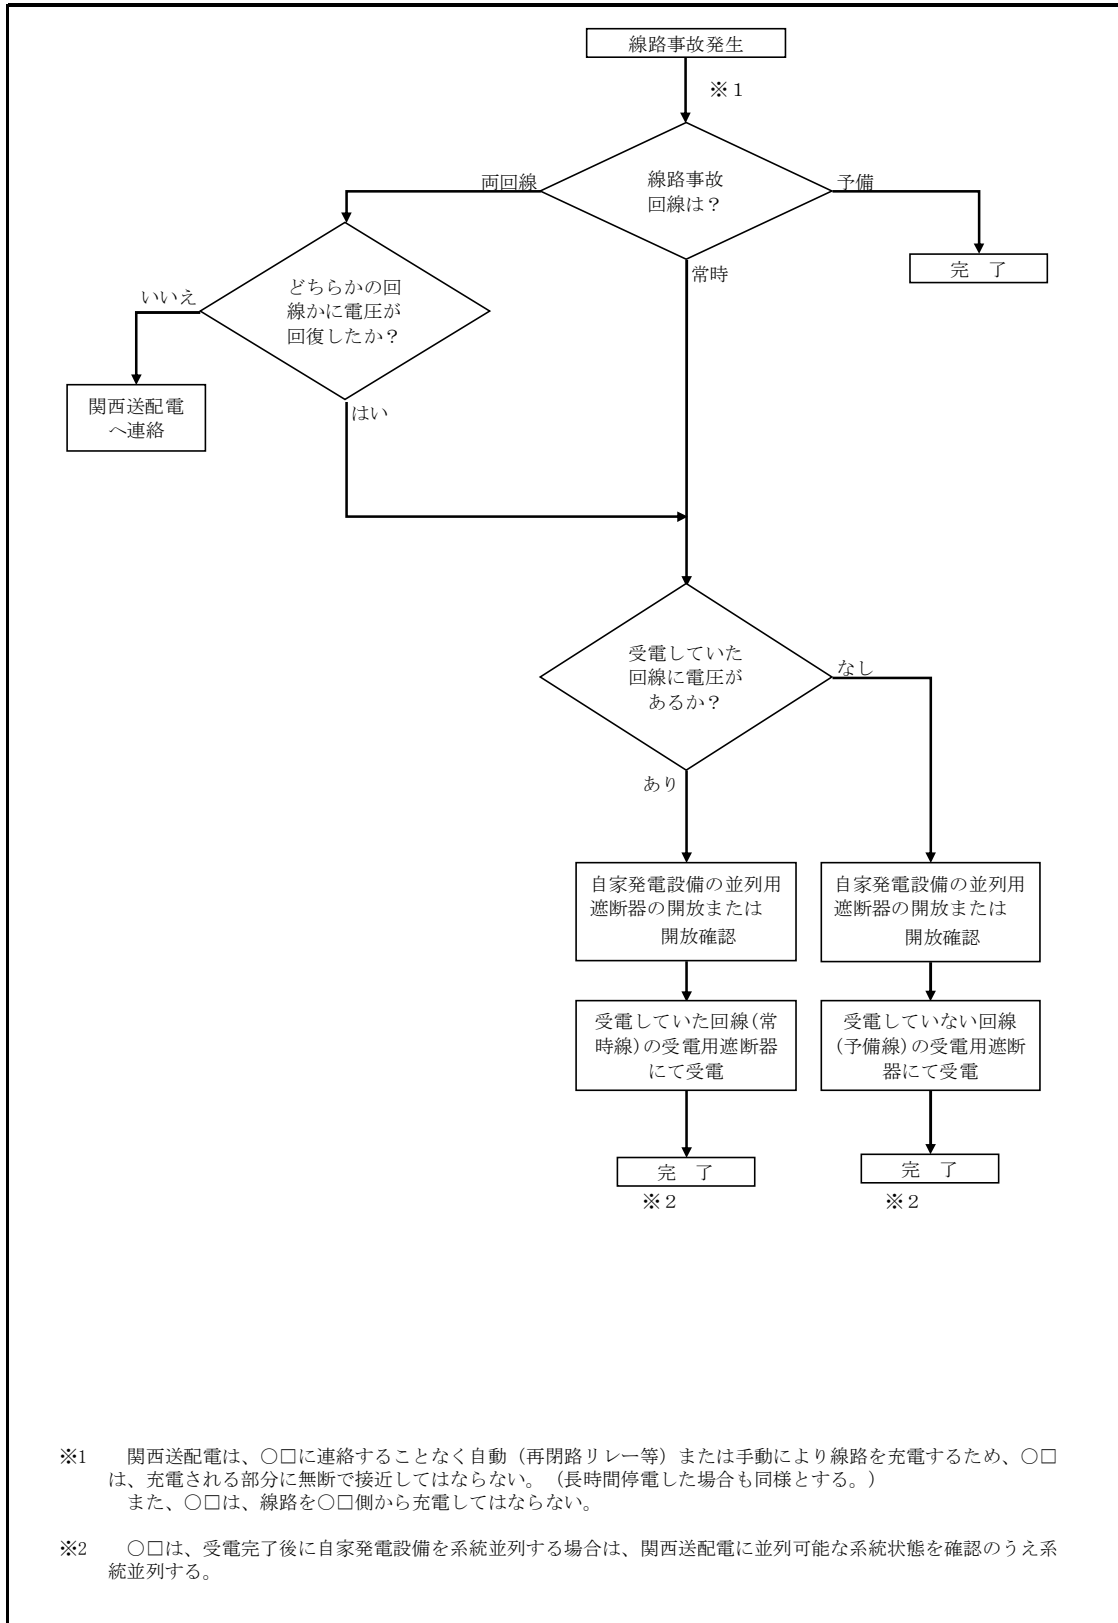 線路事故発生
※１
線路事故
回線は？
両回線
予備
完　了
常時
どちらかの回
線かに電圧が
回復したか？
いいえ
関西送配電
へ連絡
はい
受電していた
回線に電圧が
あるか？
なし
あり
自家発電設備の並列用
遮断器の開放または
開放確認
自家発電設備の並列用
遮断器の開放または
開放確認
受電していた回線(常
時線)の受電用遮断器
にて受電
受電していない回線
(予備線)の受電用遮断
器にて受電
完　了
※２
完　了
※２
※1　関西送配電は、○□に連絡することなく自動（再閉路リレー等）または手動により線路を充電するため、○□
は、充電される部分に無断で接近してはならない。（長時間停電した場合も同様とする。）
また、○□は、線路を○□側から充電してはならない。
※2　○□は、受電完了後に自家発電設備を系統並列する場合は、関西送配電に並列可能な系統状態を確認のうえ系
統並列する。